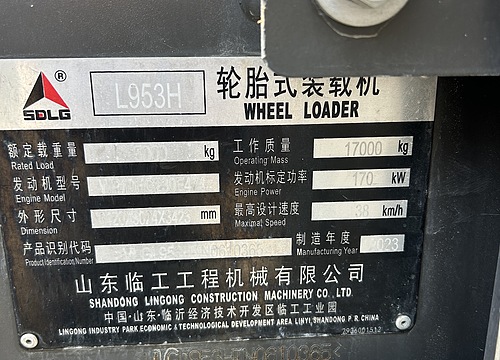 SDLG ®
L953H
轮胎式装载机
WHEEL LOADER
额定载重量 kg
Rated Load
工作质量 17000 kg
Operating Mass
发动机型号
Engine Model
发动机标定功率 170 kW
Engine Power
外形尺寸 mm
Dimension
最高设计速度 38 km/h
Maximal Speed
产品识别代码
Product Identification Number
制造年度 2023
山东临工工程机械有限公司
SHANDONG LINGONG CONSTRUCTION MACHINERY CO., LTD.
中国·山东·临沂经济技术开发区临工工业园
LINGONG INDUSTRY PARK ECONOMIC & TECHNOLOGICAL DEVELOPMENT AREA LINYI, SHANDONG P. R. CHINA